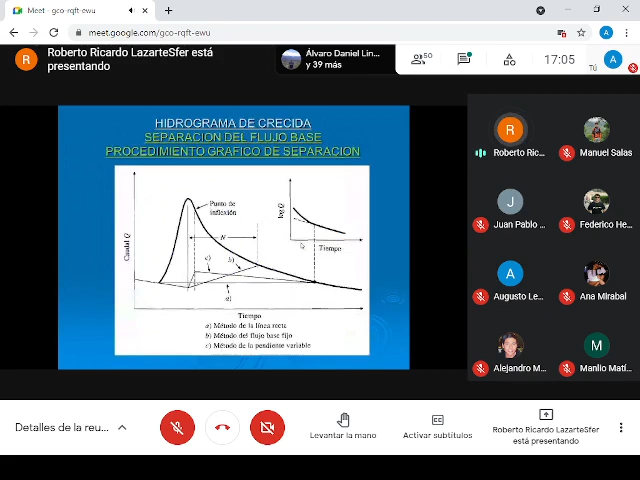 Meet - gco-rqft-ewu
meet.google.com/gco-rqft-ewu
A
R
Roberto Ricardo LazarteSfer está
presentando
Álvaro Daniel Lin...
y 39 más
50
17:05
Tú
A
HIDROGRAMA DE CRECIDA
SEPARACION DEL FLUJO BASE
PROCEDIMIENTO GRAFICO DE SEPARACION
Punto de
inflexión
N
c)
b)
a)
Caudal Q
Tiempo
log Q
Tiempo
a) Método de la línea recta
b) Método del flujo base fijo
c) Método de la pendiente variable
R
Roberto Ric...
Manuel Salas
J
Juan Pablo ...
Federico He...
A
Augusto Le...
Ana Mirabal
Alejandro M...
M
Manlio Matí...
Detalles de la reu...
Levantar la mano
CC
Activar subtítulos
Roberto Ricardo LazarteSfer
está presentando